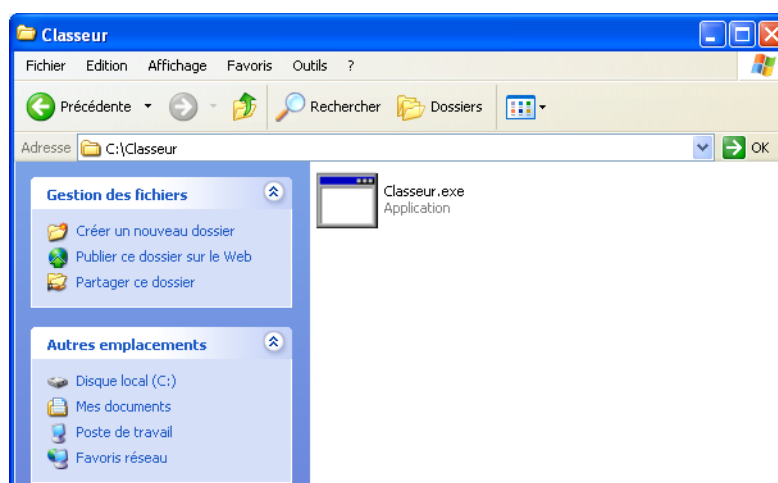 Classeur
Fichier Edition Affichage Favoris Outils ?
Précédente Rechercher Dossiers
Adresse C:\Classeur OK
Gestion des fichiers
Créer un nouveau dossier
Publier ce dossier sur le Web
Partager ce dossier
Autres emplacements
Disque local (C:)
Mes documents
Poste de travail
Favoris réseau
Classeur.exe
Application